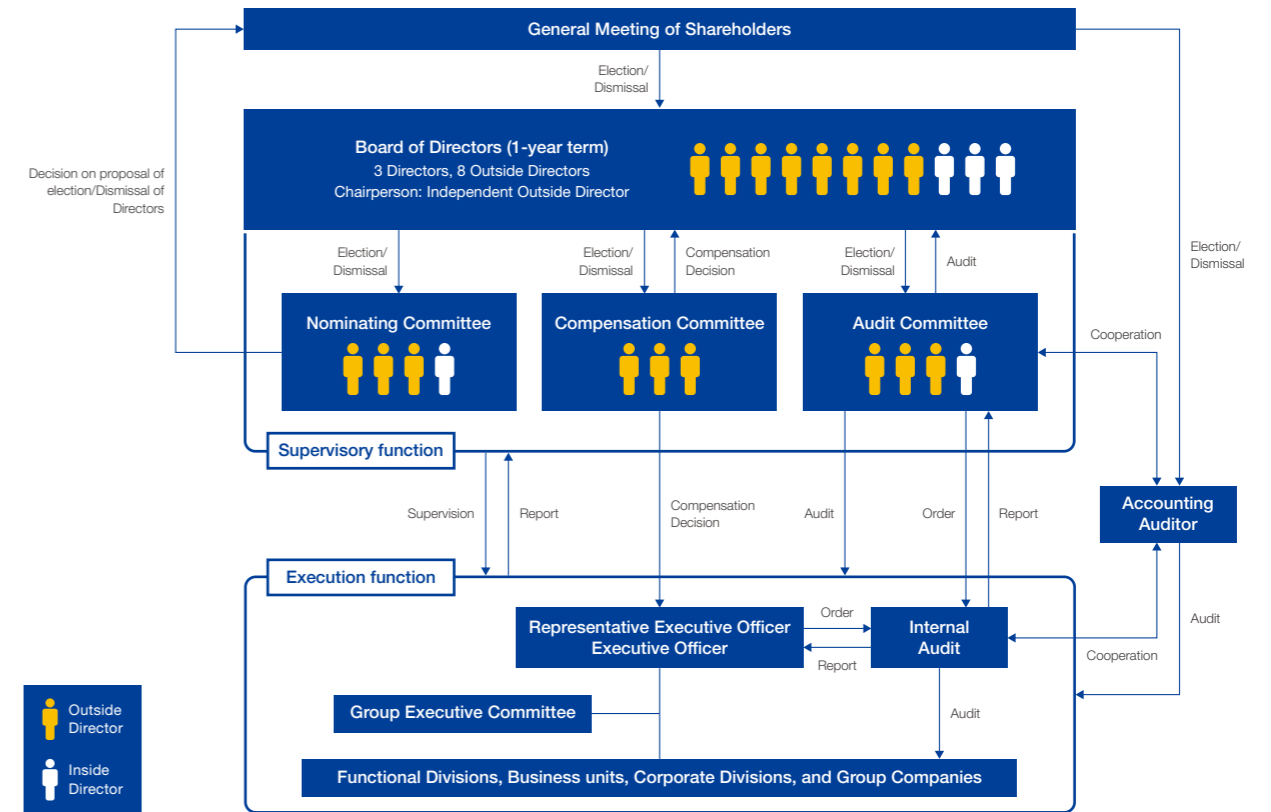 General Meeting of Shareholders
Election/
Dismissal
Board of Directors (1-year term)
3 Directors, 8 Outside Directors
Chairperson: Independent Outside Director
Decision on proposal of
election/Dismissal of
Directors
Election/
Dismissal
Election/
Dismissal
Compensation
Decision
Election/
Dismissal
Audit
Election/
Dismissal
Nominating Committee
Compensation Committee
Audit Committee
Cooperation
Supervisory function
Supervision
Report
Compensation
Decision
Audit
Order
Report
Accounting
Auditor
Execution function
Representative Executive Officer
Executive Officer
Order
Report
Internal
Audit
Cooperation
Audit
Group Executive Committee
Audit
Functional Divisions, Business units, Corporate Divisions, and Group Companies
Outside
Director
Inside
Director